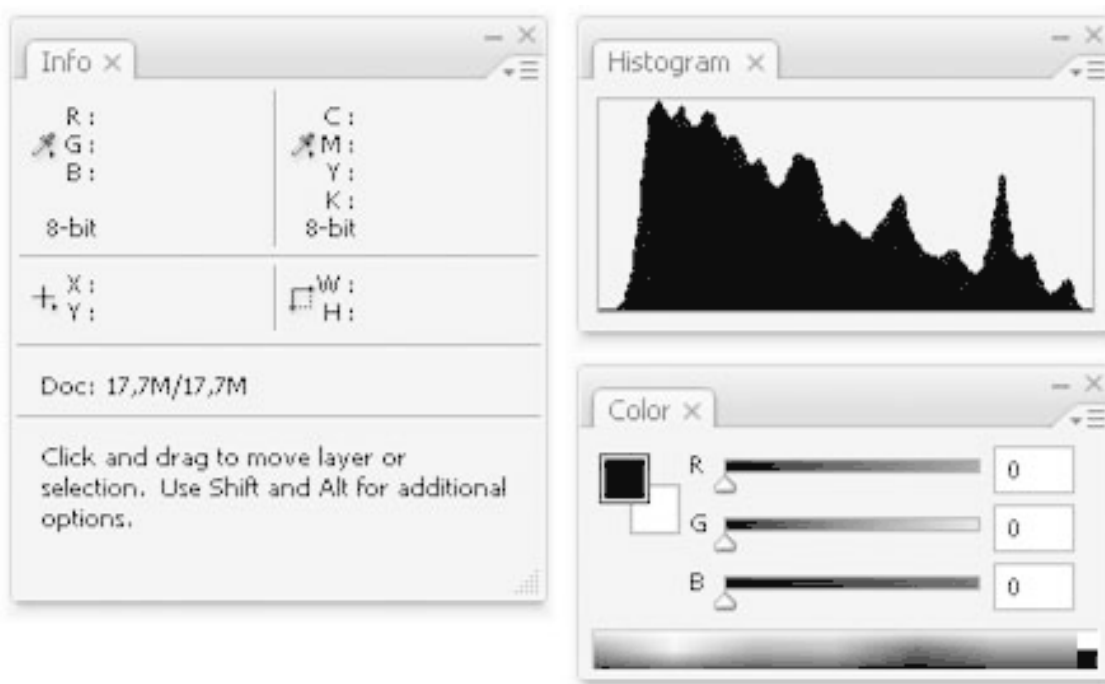 Info
R :
G :
B :
8-bit
C :
M :
Y :
K :
8-bit
X :
Y :
W :
H :
Doc: 17,7M/17,7M
Click and drag to move layer or
selection. Use Shift and Alt for additional
options.
Histogram
Color
R 0
G 0
B 0